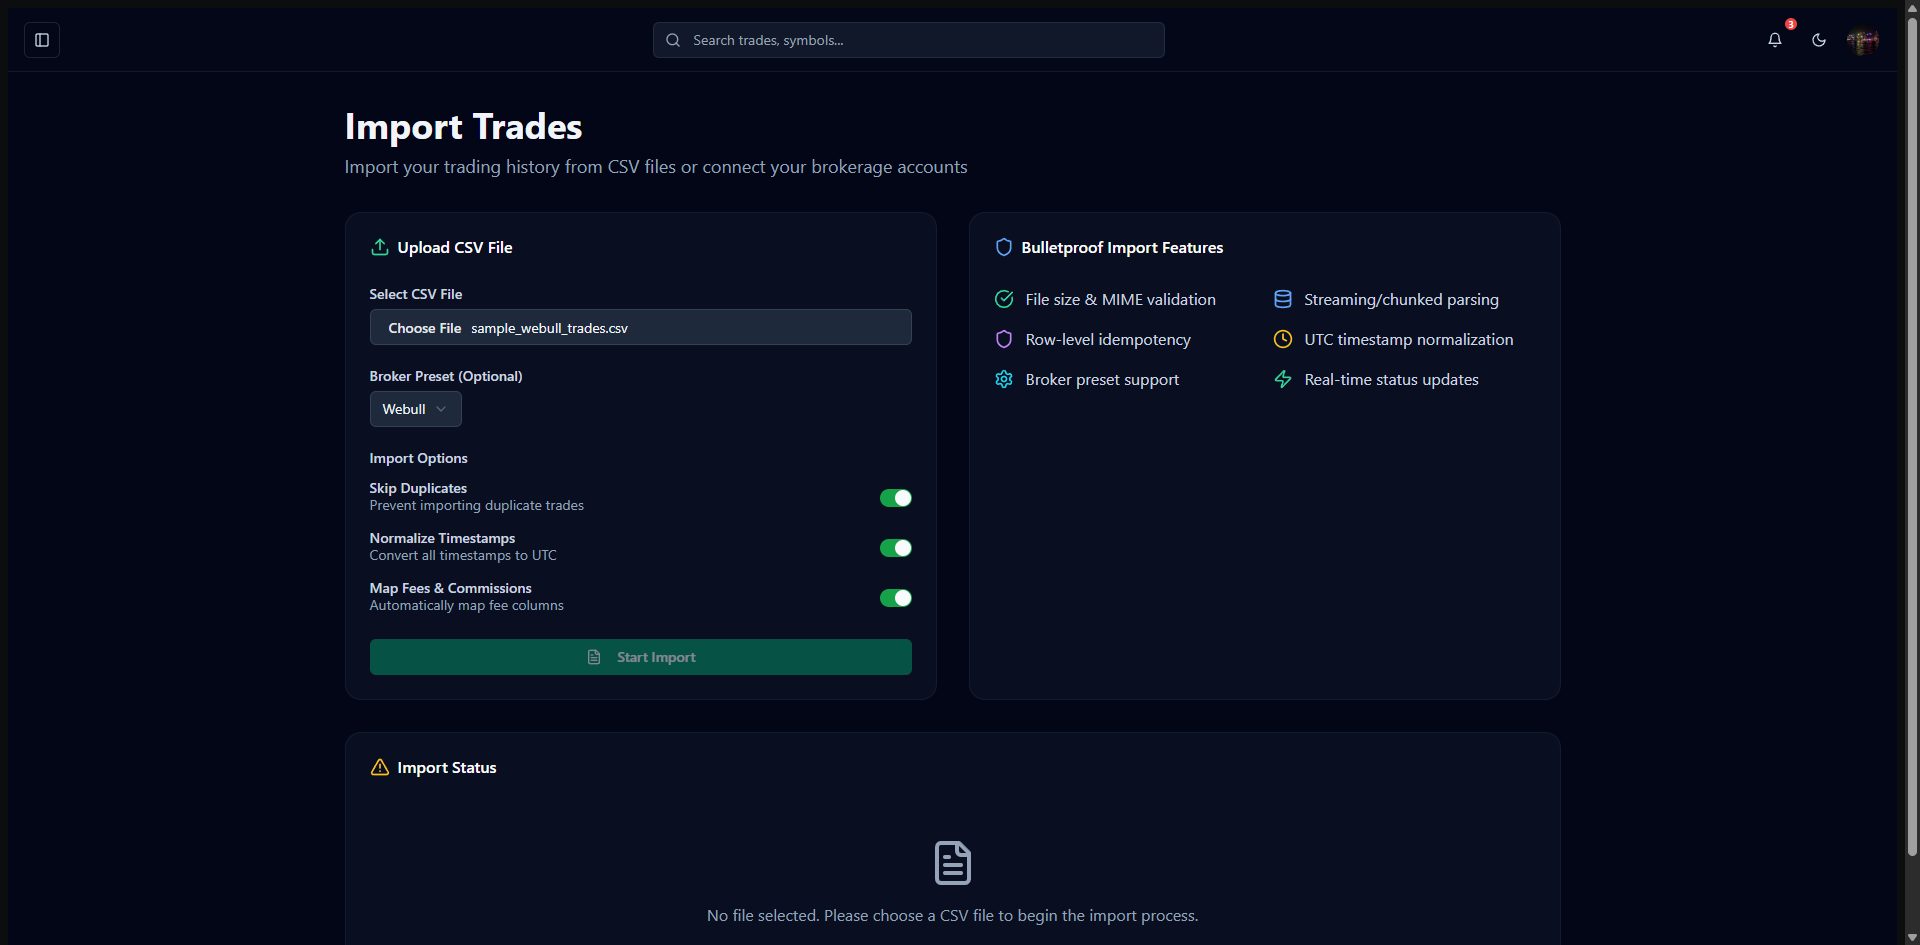 Search trades, symbols...
3
Import Trades
Import your trading history from CSV files or connect your brokerage accounts
Upload CSV File
Select CSV File
Choose File sample_webull_trades.csv
Broker Preset (Optional)
Webull
Import Options
Skip Duplicates
Prevent importing duplicate trades
Normalize Timestamps
Convert all timestamps to UTC
Map Fees & Commissions
Automatically map fee columns
Start Import
Bulletproof Import Features
File size & MIME validation
Streaming/chunked parsing
Row-level idempotency
UTC timestamp normalization
Broker preset support
Real-time status updates
Import Status
No file selected. Please choose a CSV file to begin the import process.